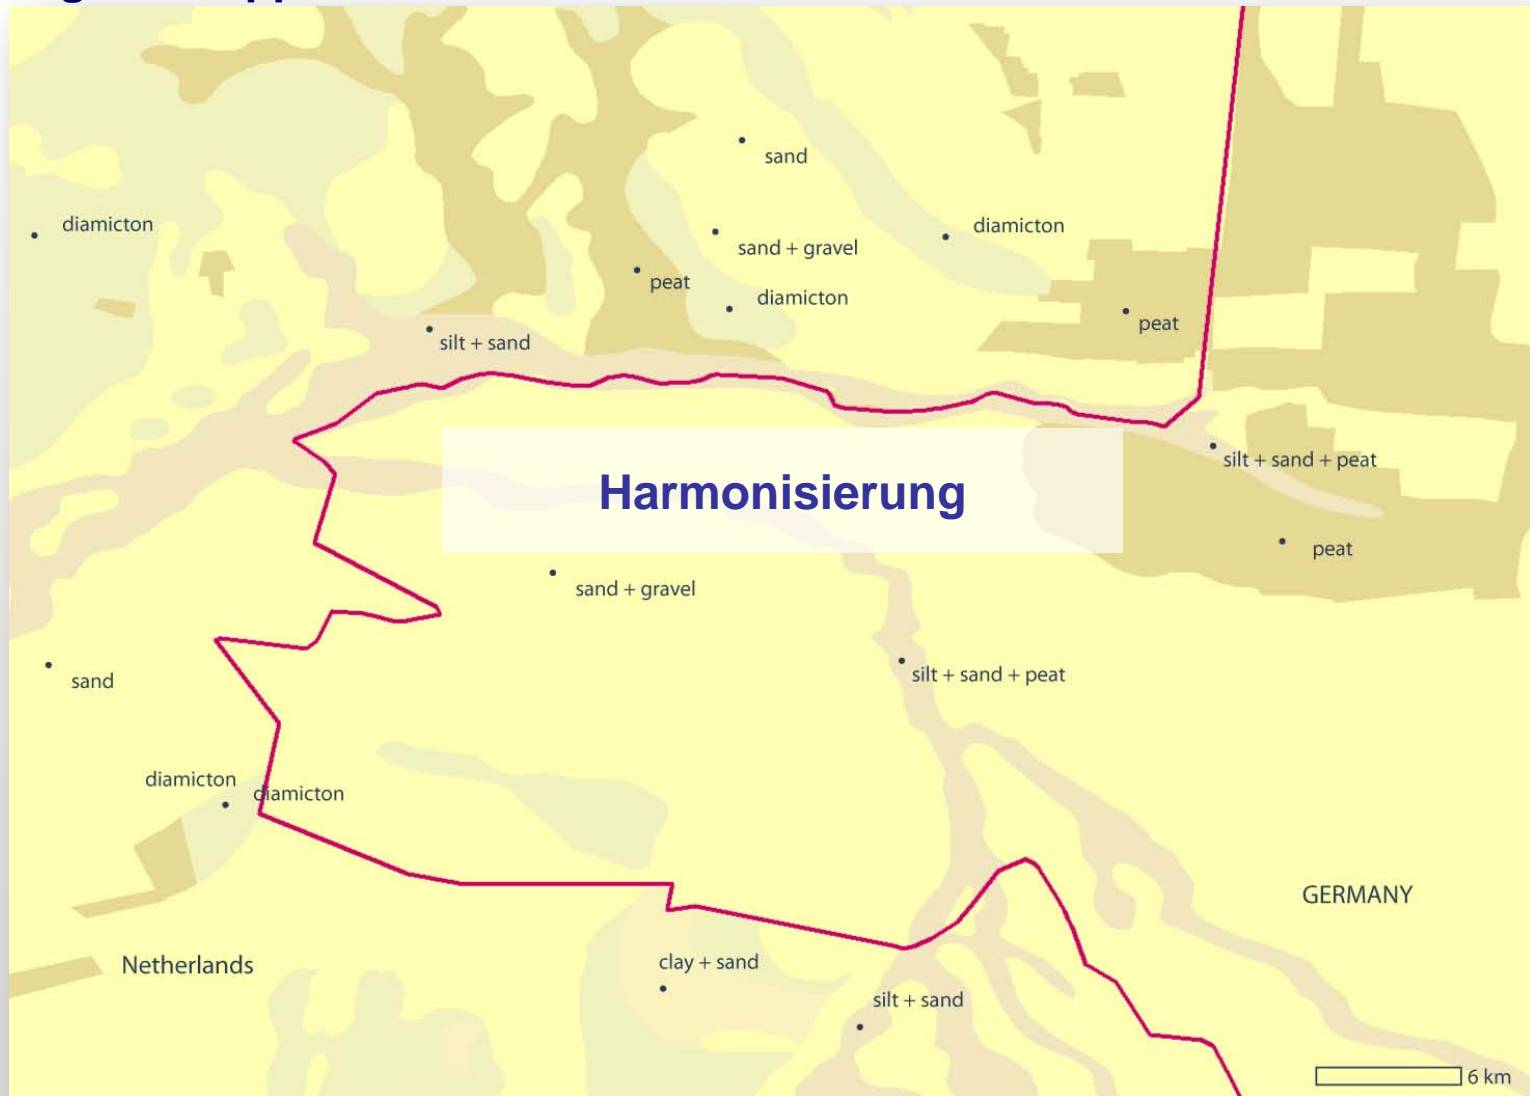 sand
diamicton
diamicton
sand + gravel
peat
diamicton
peat
silt + sand
silt + sand + peat
Harmonisierung
peat
sand + gravel
silt + sand + peat
sand
diamicton
diamicton
GERMANY
Netherlands
clay + sand
silt + sand
6 km